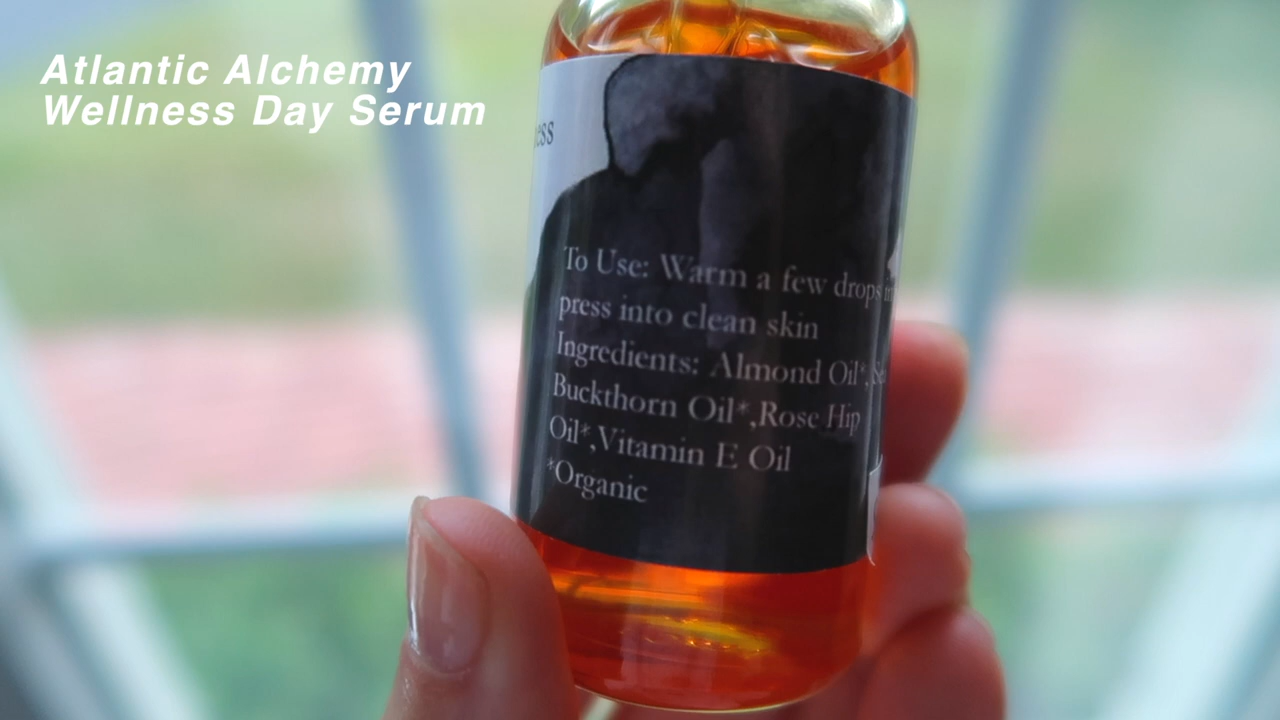 Atlantic Alchemy
Wellness Day Serum
ess
To Use: Warm a few drops
press into clean skin
Ingredients: Almond Oil*,
Buckthorn Oil*,Rose Hip
Oil*,Vitamin E Oil
*Organic